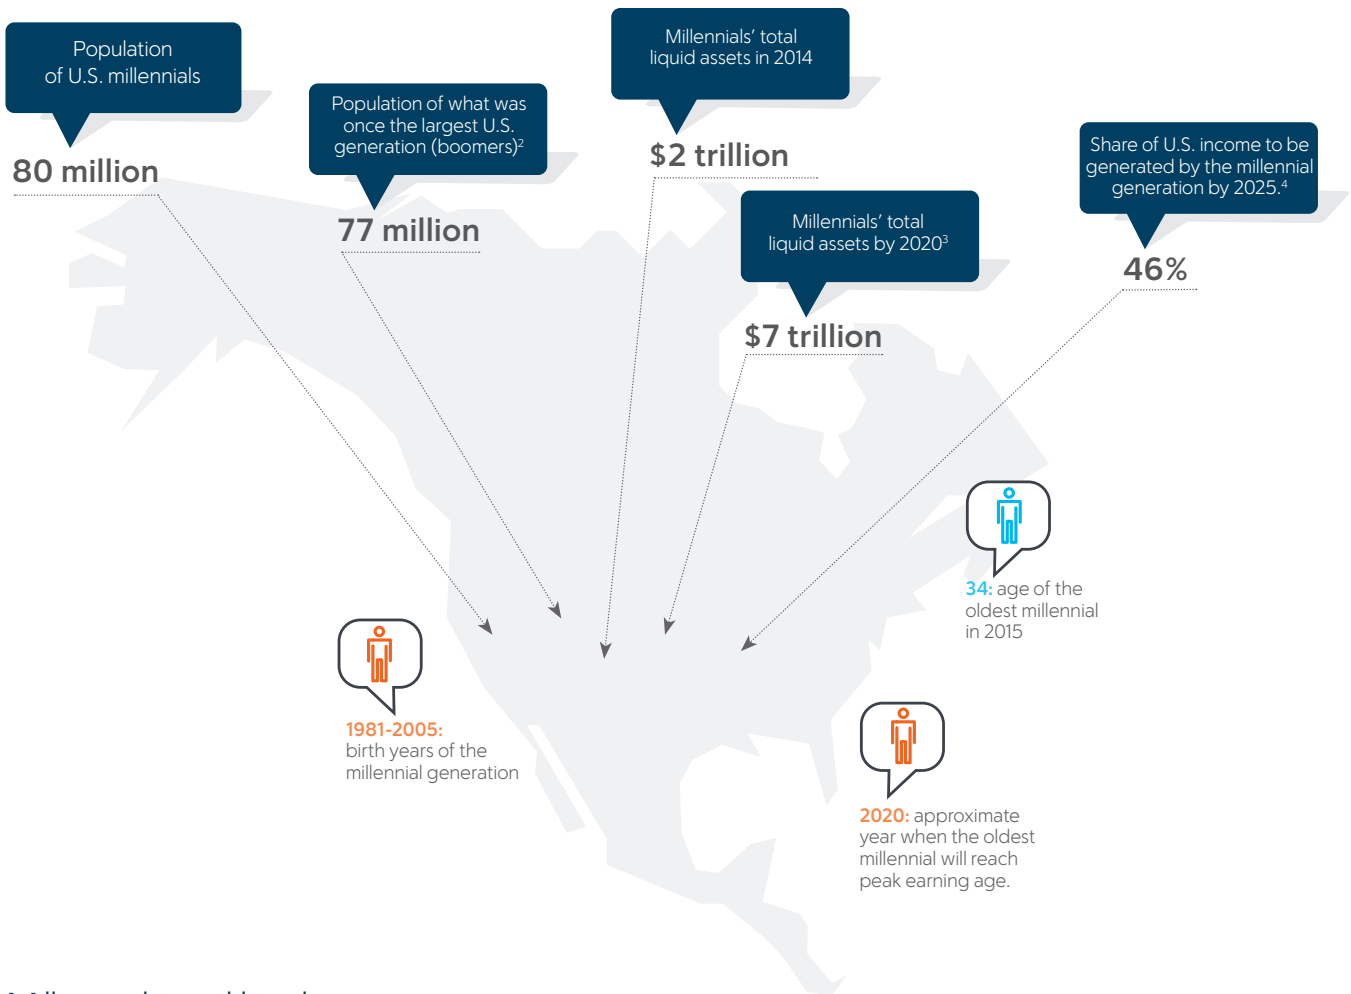 Population
of U.S. millennials
80 million
Population of what was
once the largest U.S.
generation (boomers)2
77 million
Millennials’ total
liquid assets in 2014
$2 trillion
Millennials’ total
liquid assets by 20203
$7 trillion
Share of U.S. income to be
generated by the millennial
generation by 2025.4
46%
34: age of the
oldest millennial
in 2015
1981-2005:
birth years of the
millennial generation
2020: approximate
year when the oldest
millennial will reach
peak earning age.